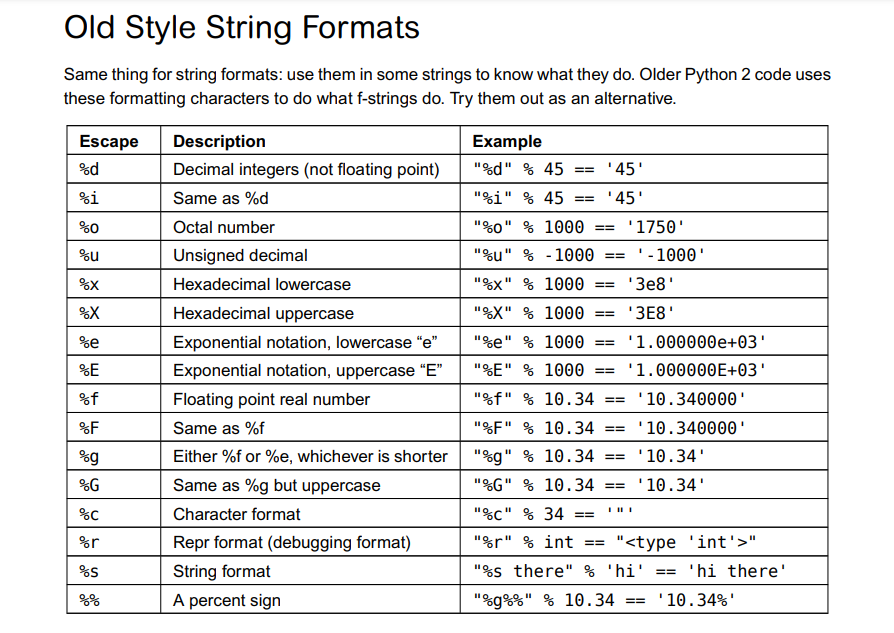 Old Style String Formats
Same thing for string formats: use them in some strings to know what they do. Older Python 2 code uses
these formatting characters to do what f-strings do. Try them out as an alternative.
Escape Description Example
%d Decimal integers (not floating point) "%d" % 45 == '45'
%i Same as %d "%i" % 45 == '45'
%o Octal number "%o" % 1000 == '1750'
%u Unsigned decimal "%u" % -1000 == '-1000'
%x Hexadecimal lowercase "%x" % 1000 == '3e8'
%X Hexadecimal uppercase "%X" % 1000 == '3E8'
%e Exponential notation, lowercase “e” "%e" % 1000 == '1.000000e+03'
%E Exponential notation, uppercase “E” "%E" % 1000 == '1.000000E+03'
%f Floating point real number "%f" % 10.34 == '10.340000'
%F Same as %f "%F" % 10.34 == '10.340000'
%g Either %f or %e, whichever is shorter "%g" % 10.34 == '10.34'
%G Same as %g but uppercase "%G" % 10.34 == '10.34'
%c Character format "%c" % 34 == '"'
%r Repr format (debugging format) "%r" % int == "<type 'int'>"
%s String format "%s there" % 'hi' == 'hi there'
%% A percent sign "%g%%" % 10.34 == '10.34%'